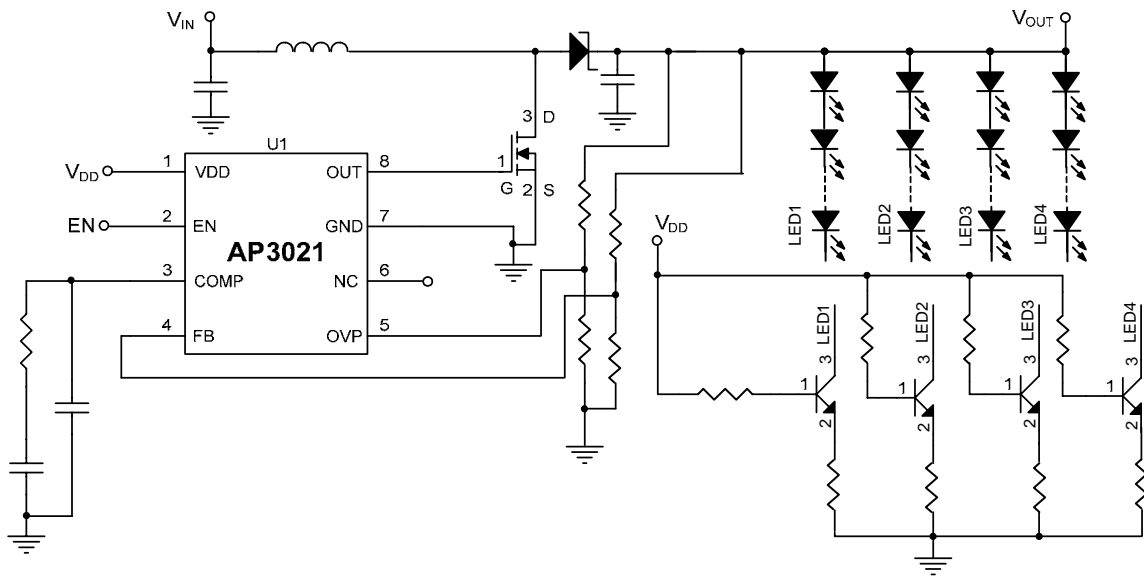 VIN
VOUT
3 D
U1
1 VDD
OUT 8
1
G 2 S
VDD
EN
2 EN
GND 7
AP3021
3 COMP
NC 6
4 FB
OVP 5
LED1
LED2
LED3
LED4
VDD
LED1
LED2
LED3
LED4
3
3
3
3
1
1
1
1
2
2
2
2